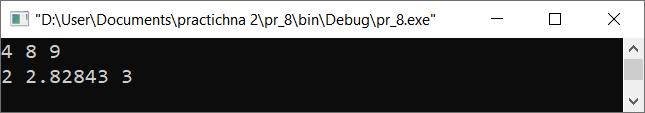 "D:\User\Documents\practichna 2\pr_8\bin\Debug\pr_8.exe"
4 8 9
2 2.82843 3